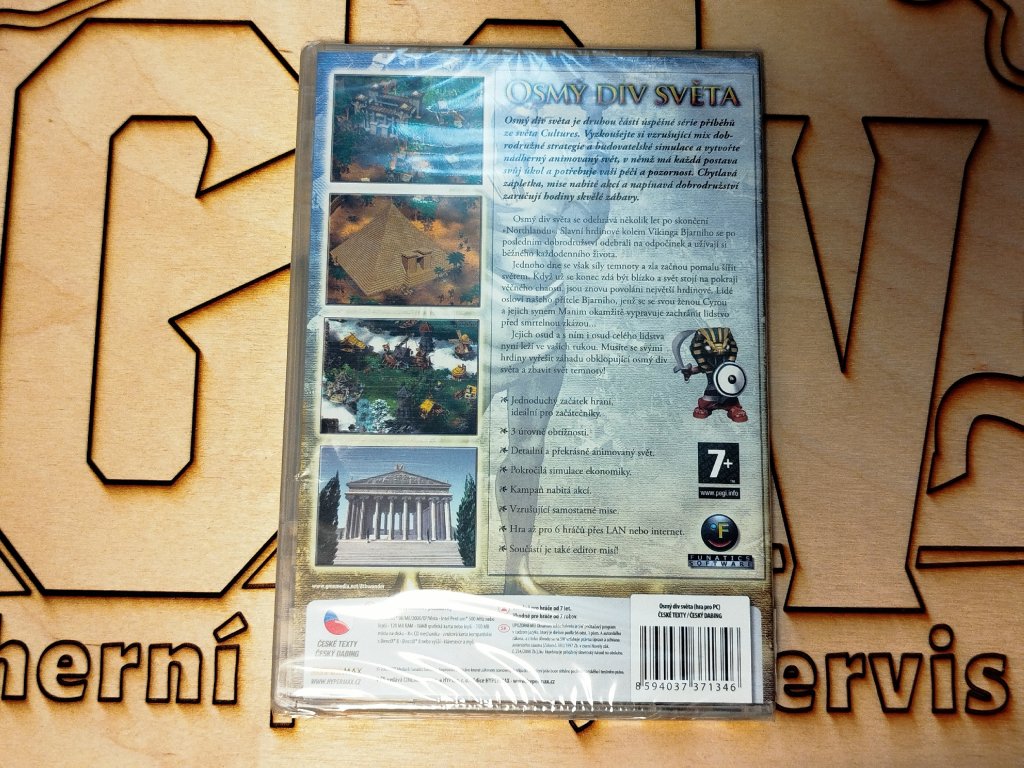 OSMÝ DIV SVĚTA
Osmý div světa je druhou částí úspěšné série příběhů
ze světa Cultures. Vyzkoušejte si vzrušující mix dob-
rodružné strategie a budovatelské simulace a vytvořte
nádherný animovaný svět, v němž má každá postava
svůj úkol a potřebuje vaši péči a pozornost. Chytlavá
zápletka, mise nabité akcí a napínavá dobrodružství
zaručují hodiny skvělé zábavy.
Osmý div světa se odehrává několik let po skončení
»Northlandu« Slavní hrdinové kolem Vikinga Bjarniho se po
posledním dobrodružství odebrali na odpočinek a užívají si
běžného každodenního života.
Jednoho dne se však síly temnoty a zla začnou pomalu šířit
světem. Když už se konec zdá být blízko a svět stojí na pokraji
věčného chaosu, jsou znovu povoláni největší hrdinové. Lidé
osloví našeho přítele Bjarniho, jenž se se svou ženou Cyrou
a jejich synem Manim okamžitě vypravuje zachránit lidstvo
před smrtelnou zkázou...
Jejich osud a s ním i osud celého lidstva
nyní leží ve vašich rukou. Musíte se svými
hrdiny vyřešit záhadu obklopující osmý div
světa a zbavit svět temnoty!
Jednoduchý začátek hraní,
ideální pro začátečníky.
3 úrovně obtížnosti.
Detailní a překrásně animovaný svět.
Pokročilá simulace ekonomiky.
Kampaň nabitá akcí.
Vzrušující samostatné mise.
Hra až pro 6 hráčů přes LAN nebo internet.
Součástí je také editor misí!
7+
www.pegi.info
F
FUNATICS
SOFTWARE
ČESKÉ TEXTY
ČESKÝ DABING
WWW.HYPERMAX.CZ
Osmý div světa (hra pro PC)
ČESKÉ TEXTY / ČESKÝ DABING
8 594037 371346
herní
servis